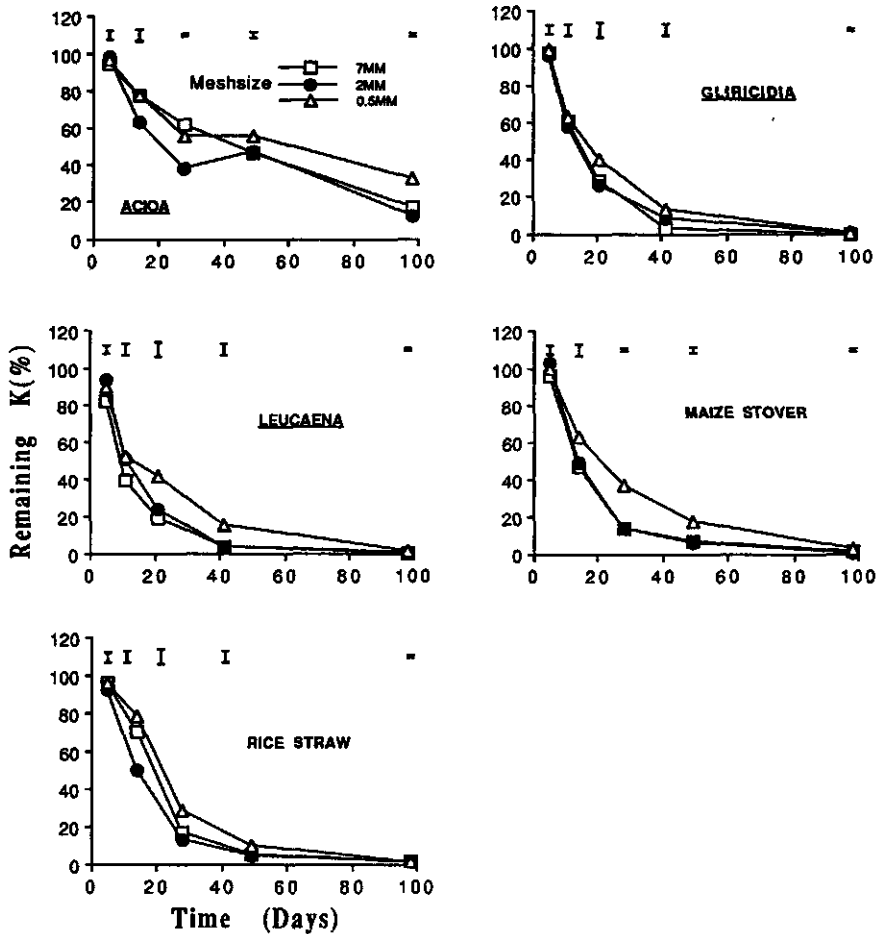 120
100
80
60
40
20
0
0 20 40 60 80 100
Meshsize
7MM
2MM
0.5MM
ACIOA
120
100
80
60
40
20
0
0 20 40 60 80 100
GLIRICIDIA
Remaining K(%)
120
100
80
60
40
20
0
0 20 40 60 80 100
LEUCAENA
120
100
80
60
40
20
0
0 20 40 60 80 100
MAIZE STOVER
120
100
80
60
40
20
0
0 20 40 60 80 100
RICE STRAW
Time (Days)